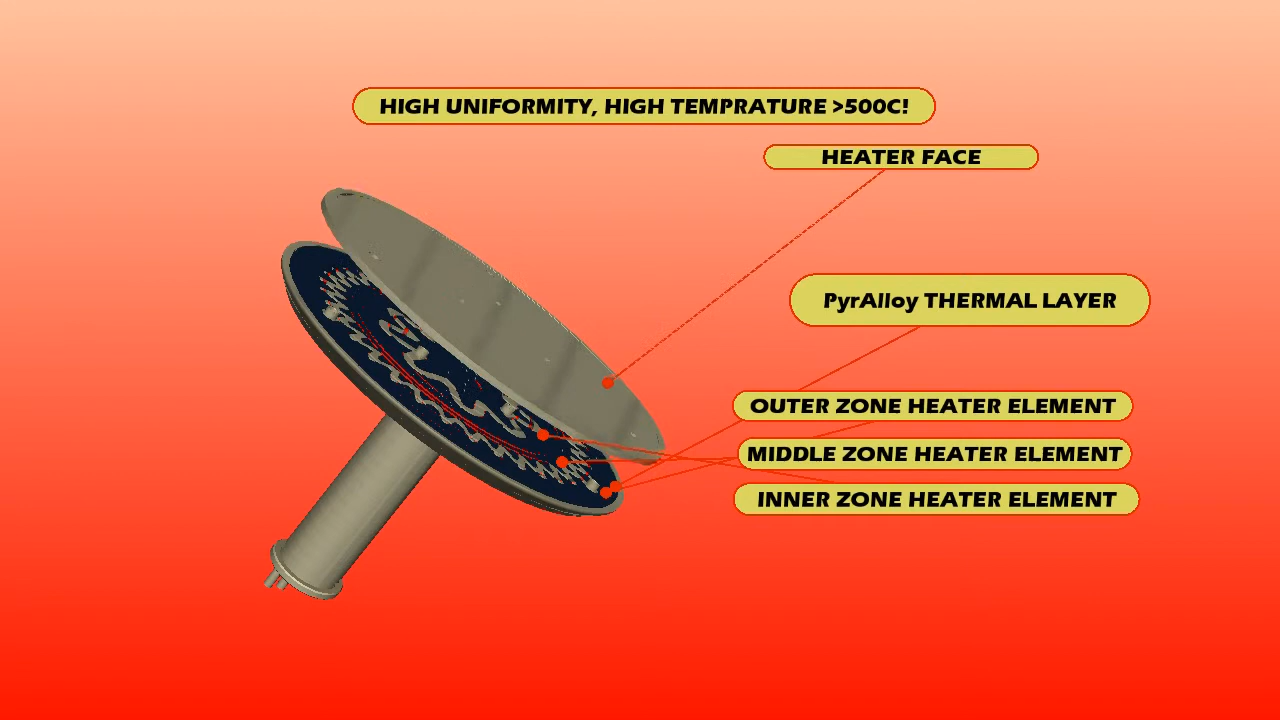 HIGH UNIFORMITY, HIGH TEMPRATURE >500C!
HEATER FACE
PyrAlloy THERMAL LAYER
OUTER ZONE HEATER ELEMENT
MIDDLE ZONE HEATER ELEMENT
INNER ZONE HEATER ELEMENT